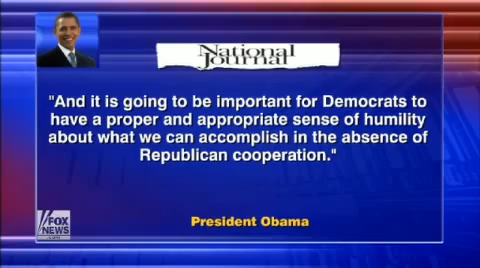 National
Journal
"And it is going to be important for Democrats to
have a proper and appropriate sense of humility
about what we can accomplish in the absence of
Republican cooperation."
President Obama
FOX
NEWS